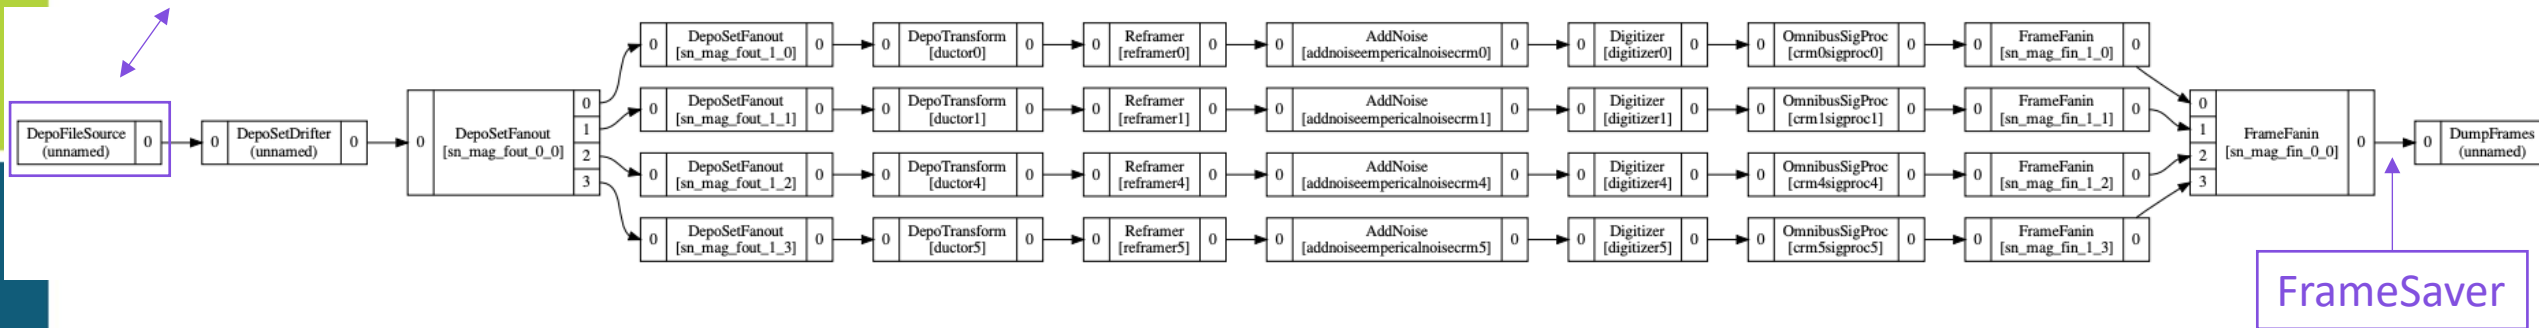 DepoFileSource
(unnamed)
0
0
DepoSetDrifter
(unnamed)
0
0
DepoSetFanout
[sn_mag_fout_0_0]
0
1
2
3
0
DepoSetFanout
[sn_mag_fout_1_0]
0
0
DepoTransform
[ductor0]
0
0
Reframer
[reframer0]
0
0
AddNoise
[addnoiseempericalnoisecrm0]
0
0
Digitizer
[digitizer0]
0
0
OmnibusSigProc
[crm0sigproc0]
0
0
FrameFanin
[sn_mag_fin_1_0]
0
0
DepoSetFanout
[sn_mag_fout_1_1]
0
0
DepoTransform
[ductor1]
0
0
Reframer
[reframer1]
0
0
AddNoise
[addnoiseempericalnoisecrm1]
0
0
Digitizer
[digitizer1]
0
0
OmnibusSigProc
[crm1sigproc1]
0
0
FrameFanin
[sn_mag_fin_1_1]
0
0
DepoSetFanout
[sn_mag_fout_1_2]
0
0
DepoTransform
[ductor4]
0
0
Reframer
[reframer4]
0
0
AddNoise
[addnoiseempericalnoisecrm4]
0
0
Digitizer
[digitizer4]
0
0
OmnibusSigProc
[crm4sigproc4]
0
0
FrameFanin
[sn_mag_fin_1_2]
0
0
DepoSetFanout
[sn_mag_fout_1_3]
0
0
DepoTransform
[ductor5]
0
0
Reframer
[reframer5]
0
0
AddNoise
[addnoiseempericalnoisecrm5]
0
0
Digitizer
[digitizer5]
0
0
OmnibusSigProc
[crm5sigproc5]
0
0
FrameFanin
[sn_mag_fin_1_3]
0
0
1
2
3
FrameFanin
[sn_mag_fin_0_0]
0
0
DumpFrames
(unnamed)
FrameSaver